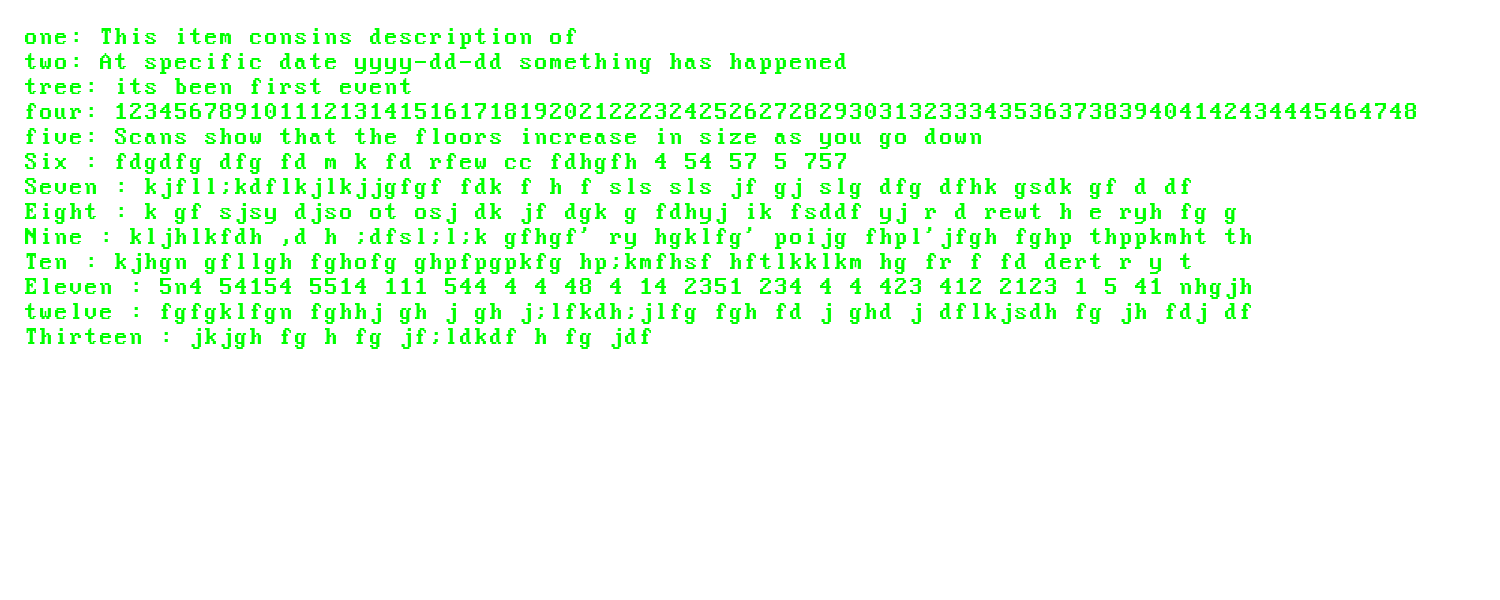 one: This item consins description of
two: At specific date yyyy-dd-dd something has happened
tree: its been first event
four: 123456789101112131415161718192021222324252627282930313233343536373839404142434445464748
five: Scans show that the floors increase in size as you go down
Six : fdgdfg dfg fd m k fd rfew cc fdhgfh 4 54 57 5 757
Seven : kjfll;kdflkjlkjjgfgf fdk f h f sls sls jf gj slg dfg dfhk gsdk gf d df
Eight : k gf sjsy djso ot osj dk jf dgk g fdhyj ik fsddf yj r d rewt h e ryh fg g
Nine : kljhlkfdh ,d h ;dfsl;l;k gfhgf' ry hgklfg' poijg fhpl'jfgh fghp thppkmht th
Ten : kjhgn gfllgh fghofg ghpfpgpkfg hp;kmfhsf hftlkklkm hg fr f fd dert r y t
Eleven : 5n4 54154 5514 111 544 4 4 48 4 14 2351 234 4 4 423 412 2123 1 5 41 nhgjh
twelve : fgfgklfgn fghhj gh j gh j;lfkdh;jlfg fgh fd j ghd j dflkjsdh fg jh fdj df
Thirteen : jkjgh fg h fg jf;ldkdf h fg jdf